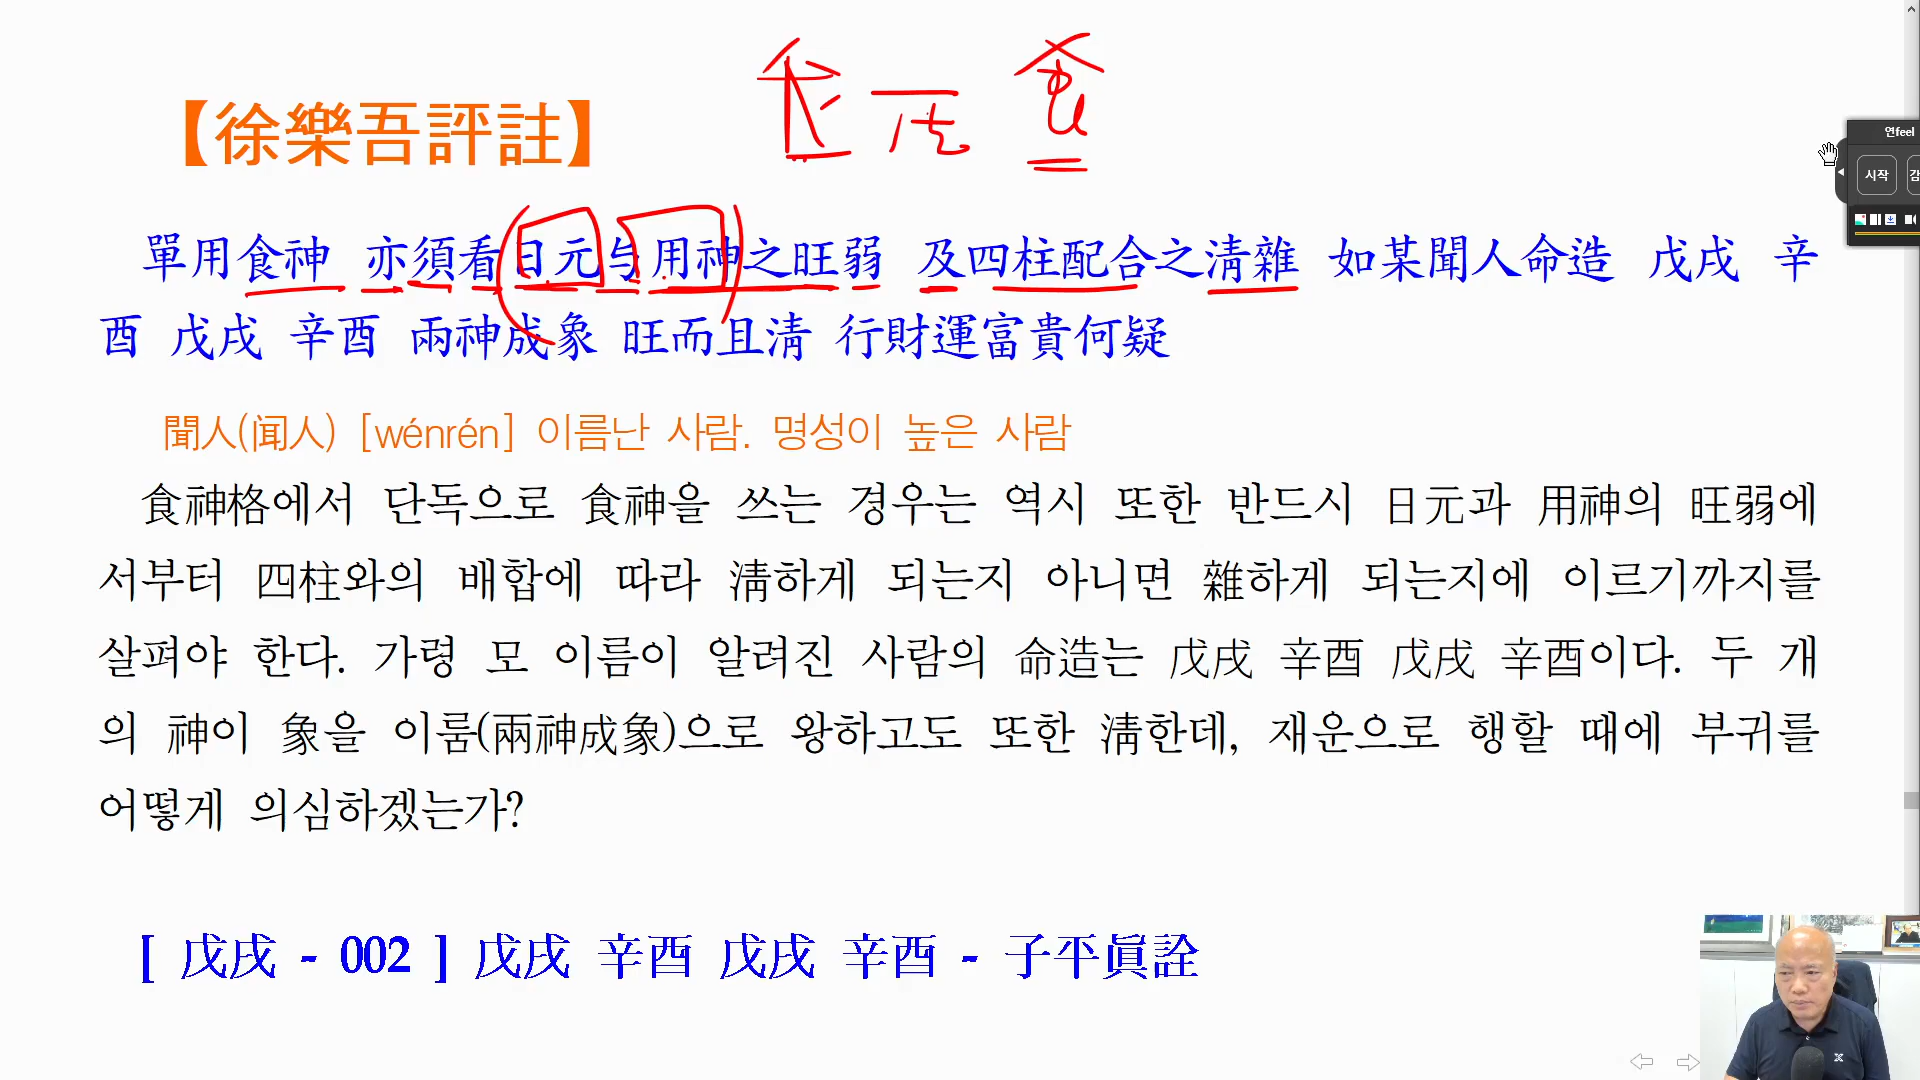 【徐樂吾評註】
單用食神 亦須看日元与用神之旺弱 及四柱配合之淸雜 如某聞人命造 戊戌 辛
酉 戊戌 辛酉 兩神成象 旺而且淸 行財運富貴何疑
聞人(闻人) [wénrén] 이름난 사람. 명성이 높은 사람
食神格에서 단독으로 食神을 쓰는 경우는 역시 또한 반드시 日元과 用神의 旺弱에
서부터 四柱와의 배합에 따라 淸하게 되는지 아니면 雜하게 되는지에 이르기까지를
살펴야 한다. 가령 모 이름이 알려진 사람의 命造는 戊戌 辛酉 戊戌 辛酉이다. 두 개
의 神이 象을 이룸(兩神成象)으로 왕하고도 또한 淸한데, 재운으로 행할 때에 부귀를
어떻게 의심하겠는가?
[ 戊戌 - 002 ] 戊戌 辛酉 戊戌 辛酉 - 子平眞詮
연feel
시작